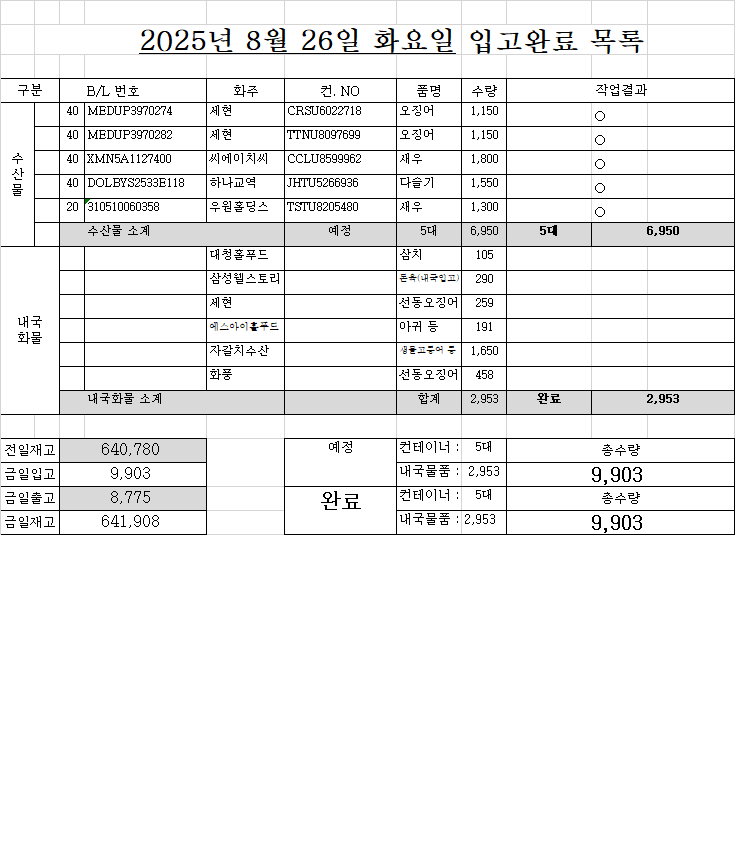 2025년 8월 26일 화요일 입고완료 목록
구분 B/L 번호 화주 컨. NO 품명 수량 작업결과
수산물
40 MEDUP3970274 세현 CRSU6022718 오징어 1,150 ○
40 MEDUP3970282 세현 TTNU8097699 오징어 1,150 ○
40 XMN5A1127400 씨에이치씨 CCLU8599962 새우 1,800 ○
40 DOLBYS2533E118 하나교역 JHTU5266936 다슬기 1,550 ○
20 310510060358 우원홀딩스 TSTU8205480 새우 1,300 ○
수산물 소계 예정 5대 6,950 5대 6,950
내국화물
대청홀푸드 삼치 105
삼성웰스토리 돈육(내국입고) 290
세현 선동오징어 259
에스아이홀푸드 아귀 등 191
자갈치수산 생물고등어 등 1,650
화풍 선동오징어 458
내국화물 소계 합계 2,953 완료 2,953
전일재고 640,780 예정 컨테이너 : 5대 총수량
금일입고 9,903 내국물품 : 2,953 9,903
금일출고 8,775 완료 컨테이너 : 5대 총수량
금일재고 641,908 내국물품 : 2,953 9,903